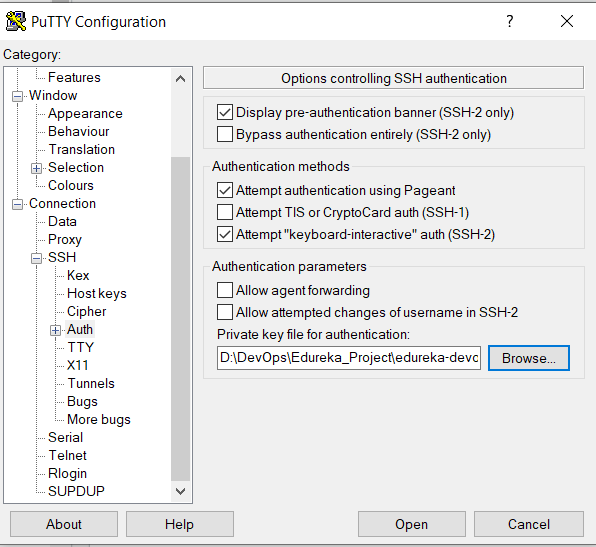 PuTTY Configuration
?
Category:
Features
Window
Appearance
Behaviour
Translation
Selection
Colours
Connection
Data
Proxy
SSH
Kex
Host keys
Cipher
Auth
TTY
X11
Tunnels
Bugs
More bugs
Serial
Telnet
Rlogin
SUPDUP
Options controlling SSH authentication
Display pre-authentication banner (SSH-2 only)
Bypass authentication entirely (SSH-2 only)
Authentication methods
Attempt authentication using Pageant
Attempt TIS or CryptoCard auth (SSH-1)
Attempt "keyboard-interactive" auth (SSH-2)
Authentication parameters
Allow agent forwarding
Allow attempted changes of username in SSH-2
Private key file for authentication:
D:\DevOps\Edureka_Project\edureka-devc Browse...
About Help Open Cancel